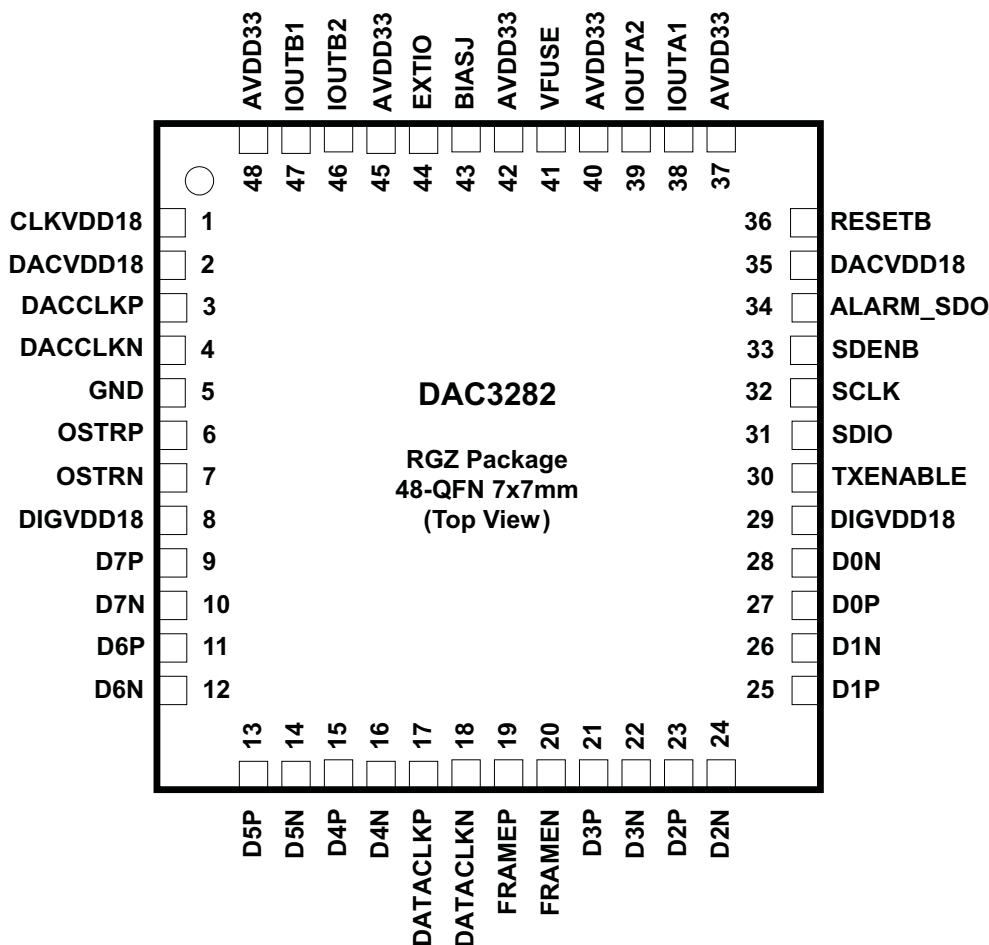 AVDD33
IOUTB1
IOUTB2
AVDD33
EXTIO
BIASJ
AVDD33
VFUSE
AVDD33
IOUTA2
IOUTA1
AVDD33
48
47
46
45
44
43
42
41
40
39
38
37
CLKVDD18 1
DACVDD18 2
DACCLKP 3
DACCLKN 4
GND 5
OSTRP 6
OSTRN 7
DIGVDD18 8
D7P 9
D7N 10
D6P 11
D6N 12
DAC3282
RGZ Package
48-QFN 7x7mm
(Top View)
36 RESETB
35 DACVDD18
34 ALARM_SDO
33 SDENB
32 SCLK
31 SDIO
30 TXENABLE
29 DIGVDD18
28 D0N
27 D0P
26 D1N
25 D1P
13
14
15
16
17
18
19
20
21
22
23
24
D5P
D5N
D4P
D4N
DATACLKP
DATACLKN
FRAMEP
FRAMEN
D3P
D3N
D2P
D2N